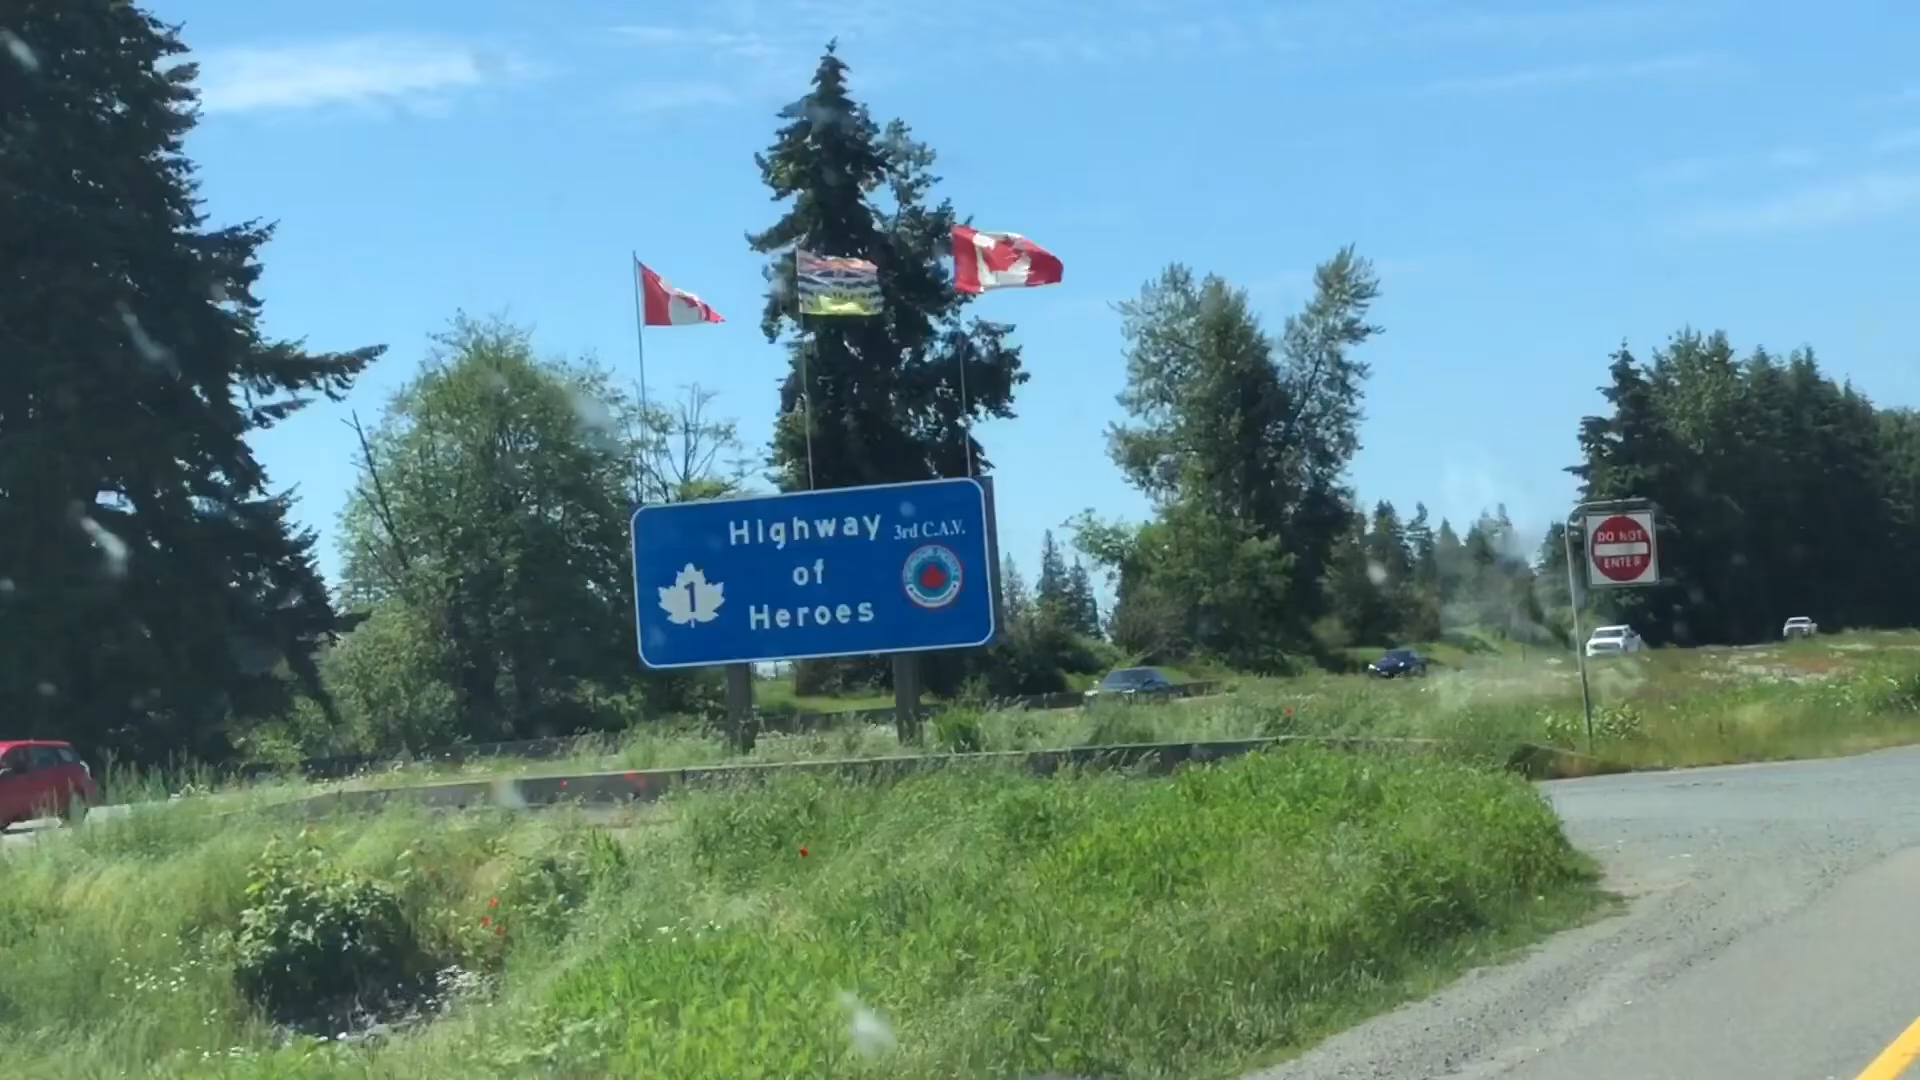 Highway
of
Heroes
3rd C.A.V.
1
DO NOT
ENTER